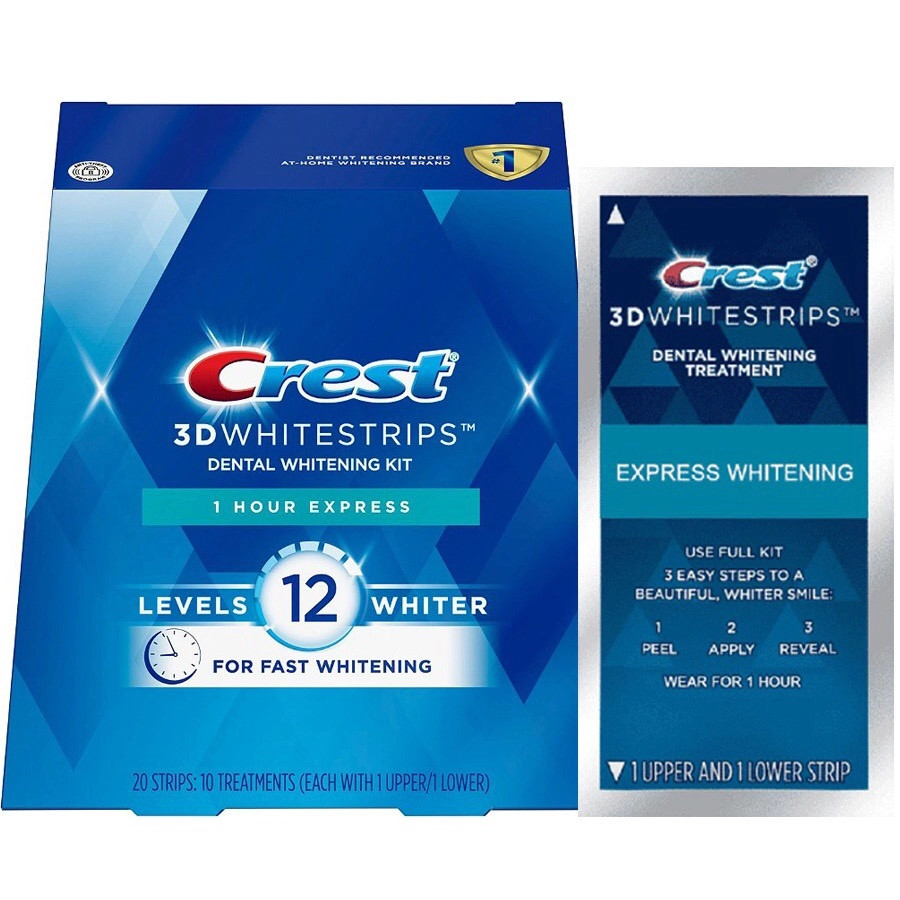 ANTI-THEFT
PROGRAM
DENTIST RECOMMENDED
AT-HOME WHITENING BRAND
#1
Crest®
3DWHITESTRIPS™
DENTAL WHITENING KIT
1 HOUR EXPRESS
LEVELS 12 WHITER
FOR FAST WHITENING
20 STRIPS: 10 TREATMENTS (EACH WITH 1 UPPER/1 LOWER)
Crest®
3DWHITESTRIPS™
DENTAL WHITENING
TREATMENT
EXPRESS WHITENING
USE FULL KIT
3 EASY STEPS TO A
BEAUTIFUL, WHITER SMILE:
1 2 3
PEEL APPLY REVEAL
WEAR FOR 1 HOUR
1 UPPER AND 1 LOWER STRIP